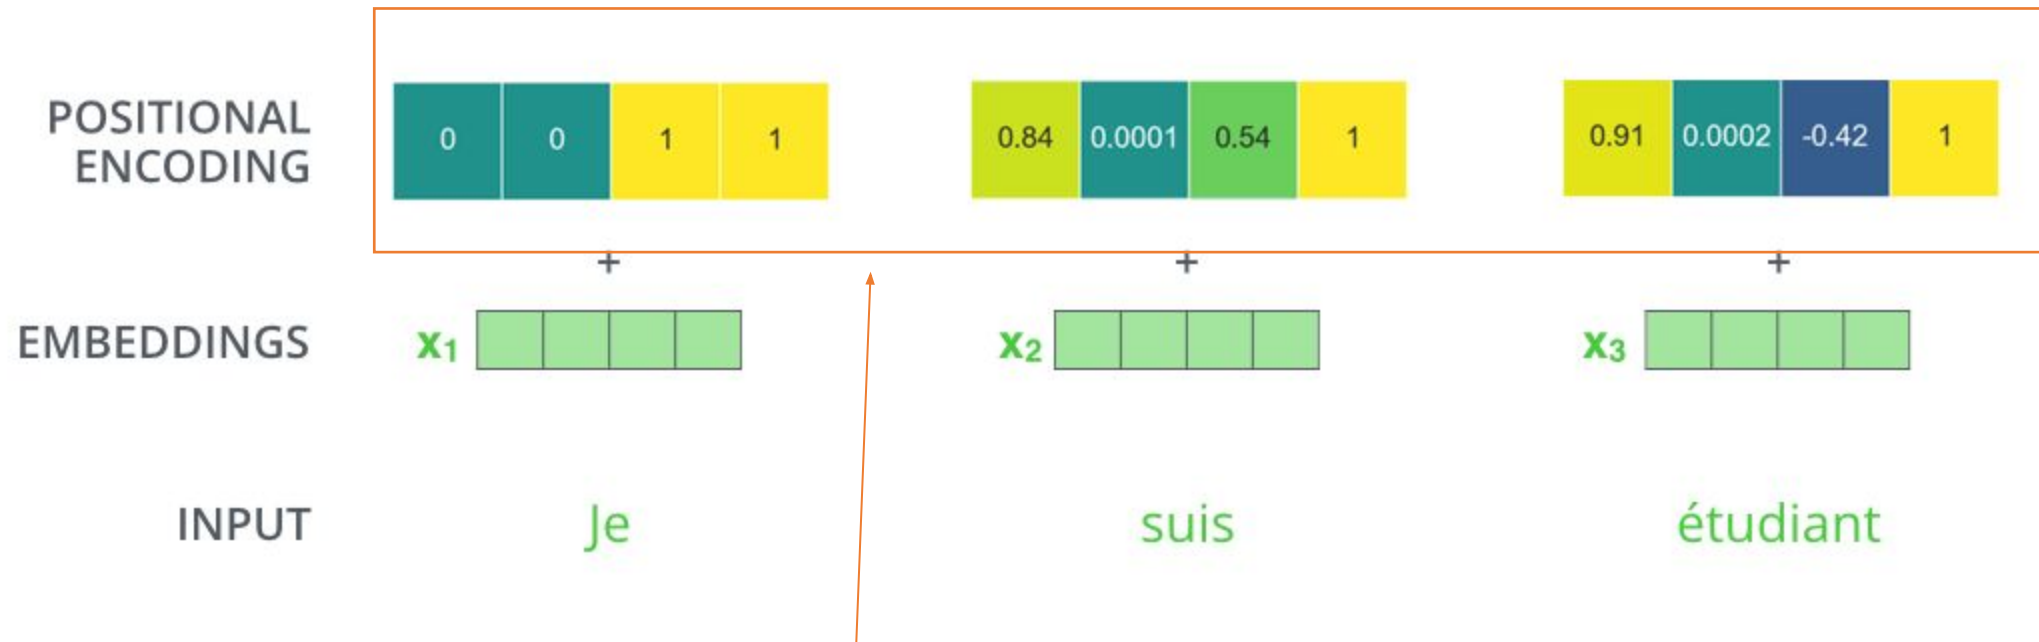 POSITIONAL
ENCODING
0 0 1 1
0.84 0.0001 0.54 1
0.91 0.0002 -0.42 1
+ + +
EMBEDDINGS x₁ x₂ x₃
INPUT Je suis étudiant